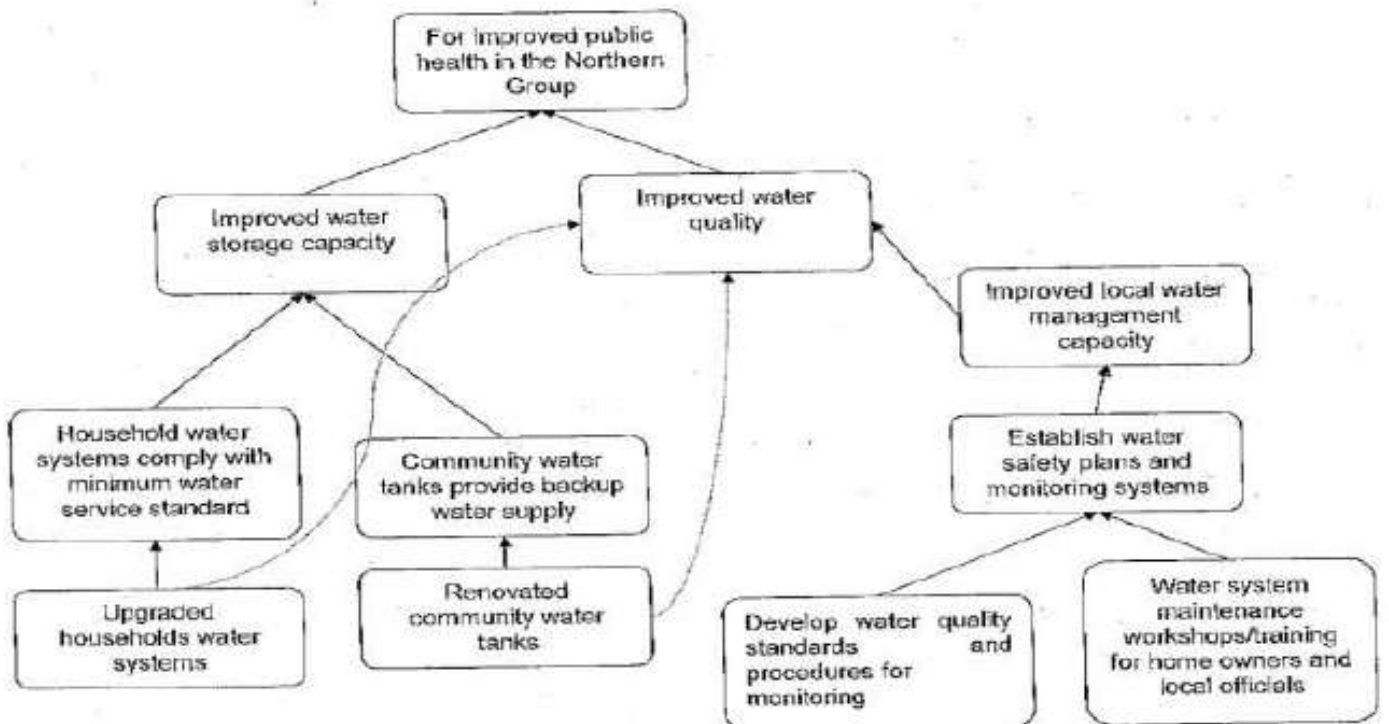 For improved public
health in the Northern
Group
Improved water
storage capacity
Improved water
quality
Improved local water
management
capacity
Household water
systems comply with
minimum water
service standard
Community water
tanks provide backup
water supply
Establish water
safety plans and
monitoring systems
Upgraded
households water
systems
Renovated
community water
tanks
Develop water quality
standards and
procedures for
monitoring
Water system
maintenance
workshops/training
for home owners and
local officials